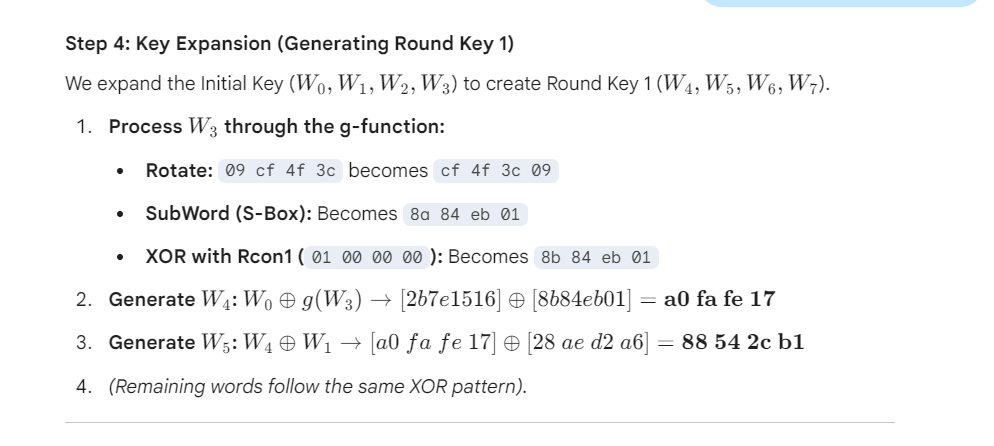 Step 4: Key Expansion (Generating Round Key 1)
We expand the Initial Key (W₀, W₁, W₂, W₃) to create Round Key 1 (W₄, W₅, W₆, W₇).
1. Process W₃ through the g-function:
• Rotate: 09 cf 4f 3c becomes cf 4f 3c 09
• SubWord (S-Box): Becomes 8a 84 eb 01
• XOR with Rcon1 ( 01 00 00 00 ): Becomes 8b 84 eb 01
2. Generate W₄: W₀ ⊕ g(W₃) → [2b7e1516] ⊕ [8b84eb01] = a0 fa fe 17
3. Generate W₅: W₄ ⊕ W₁ → [a0 fa fe 17] ⊕ [28 ae d2 a6] = 88 54 2c b1
4. (Remaining words follow the same XOR pattern).